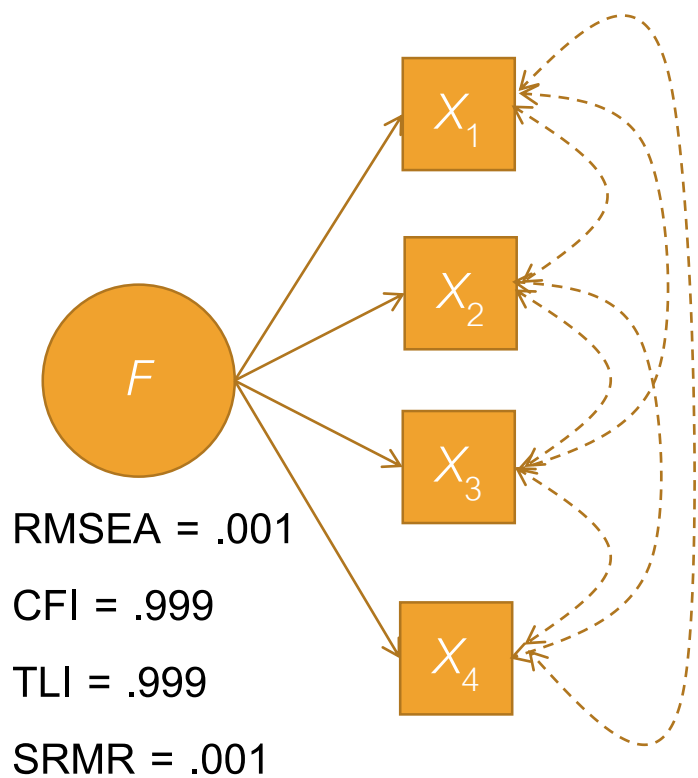 X₁
X₂
F
X₃
RMSEA = .001
CFI = .999
X₄
TLI = .999
SRMR = .001